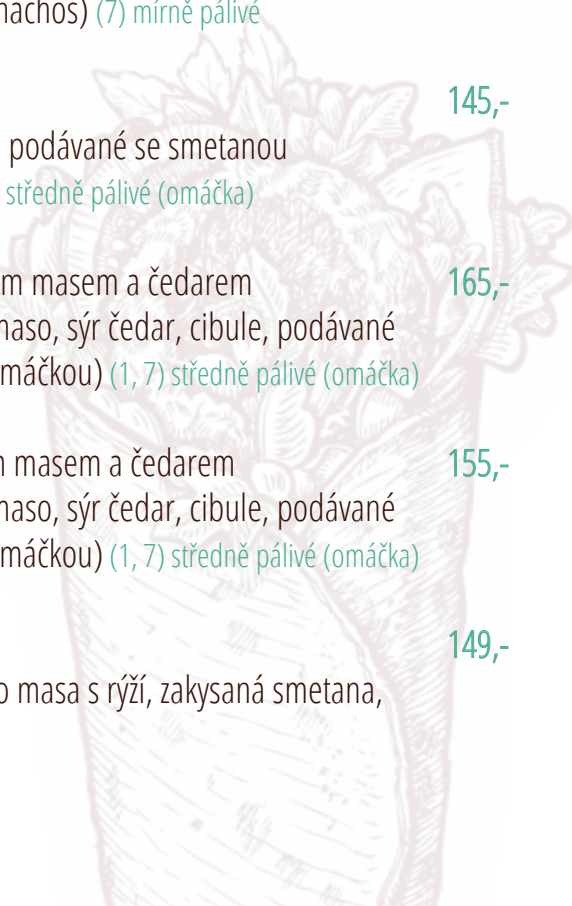 nachos) (7) mírně pálivé
145,-
podávané se smetanou
středně pálivé (omáčka)
m masem a čedarem 165,-
maso, sýr čedar, cibule, podávané
omáčkou) (1, 7) středně pálivé (omáčka)
m masem a čedarem 155,-
maso, sýr čedar, cibule, podávané
omáčkou) (1, 7) středně pálivé (omáčka)
149,-
o masa s rýží, zakysaná smetana,